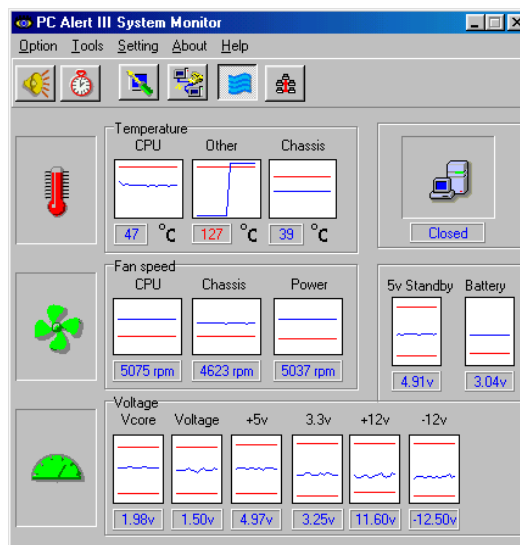 PC Alert III System Monitor
Option Tools Setting About Help
Temperature
CPU Other Chassis
47 °C 127 °C 39 °C
Closed
Fan speed
CPU Chassis Power
5075 rpm 4623 rpm 5037 rpm
5v Standby Battery
4.91v 3.04v
Voltage
Vcore Voltage +5v 3.3v +12v -12v
1.98v 1.50v 4.97v 3.25v 11.60v -12.50v